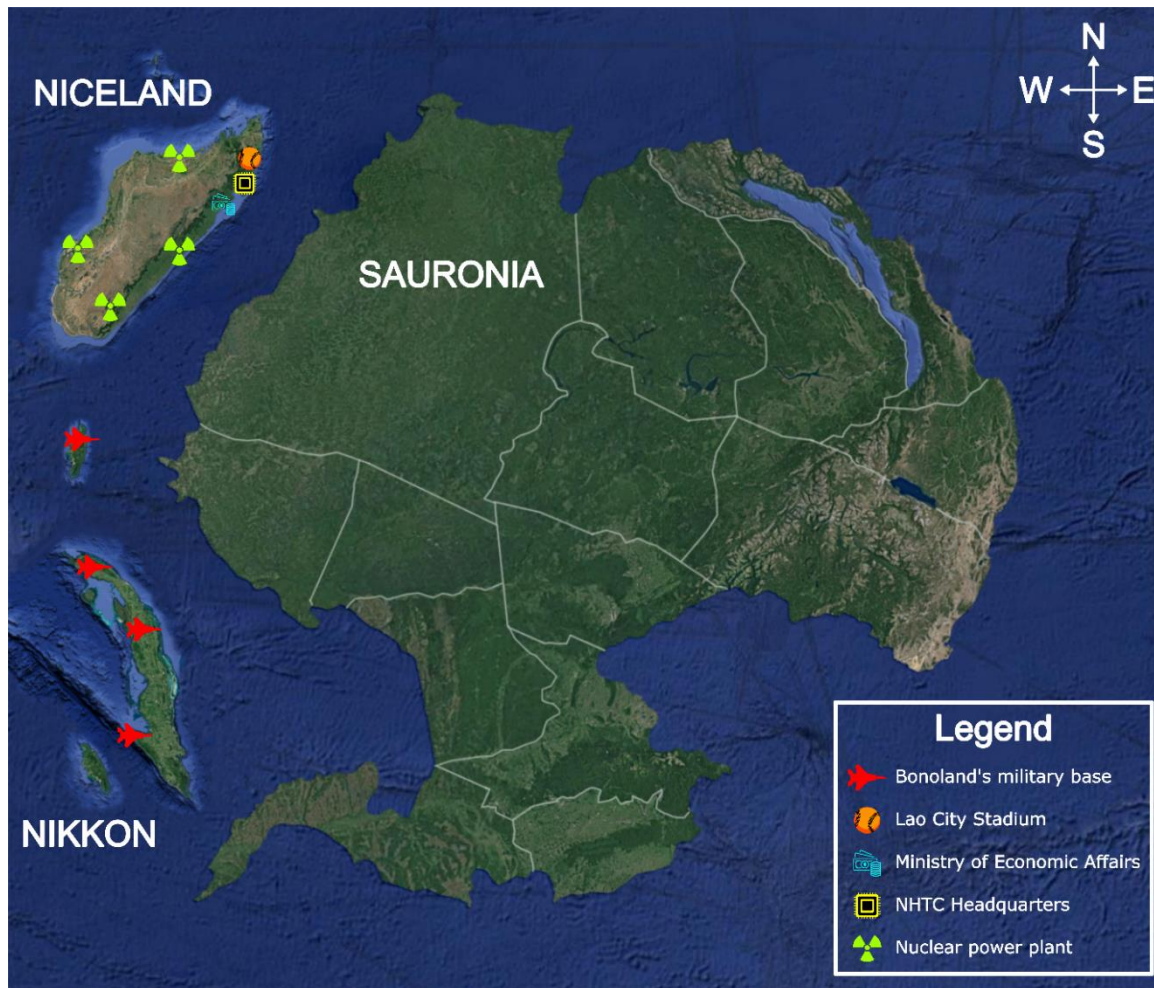 NICELAND
N
W E
S
SAURONIA
NIKKON
Legend
Bonoland's military base
Lao City Stadium
Ministry of Economic Affairs
NHTC Headquarters
Nuclear power plant